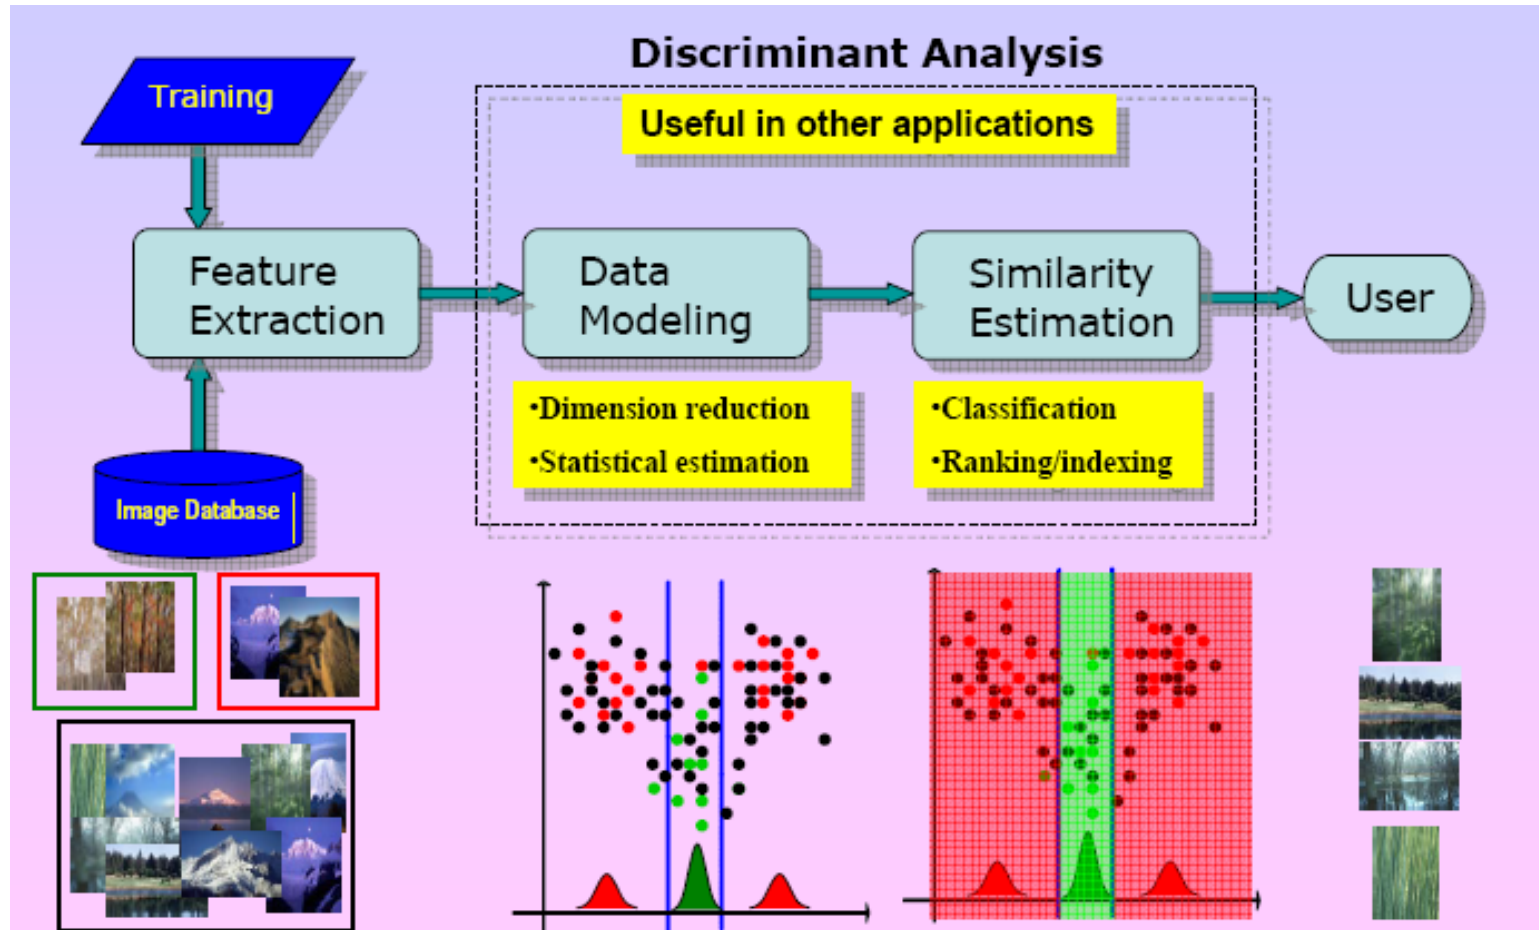 Discriminant Analysis
Training
Useful in other applications
Feature
Extraction
Data
Modeling
Similarity
Estimation
User
•Dimension reduction
•Statistical estimation
•Classification
•Ranking/indexing
Image Database